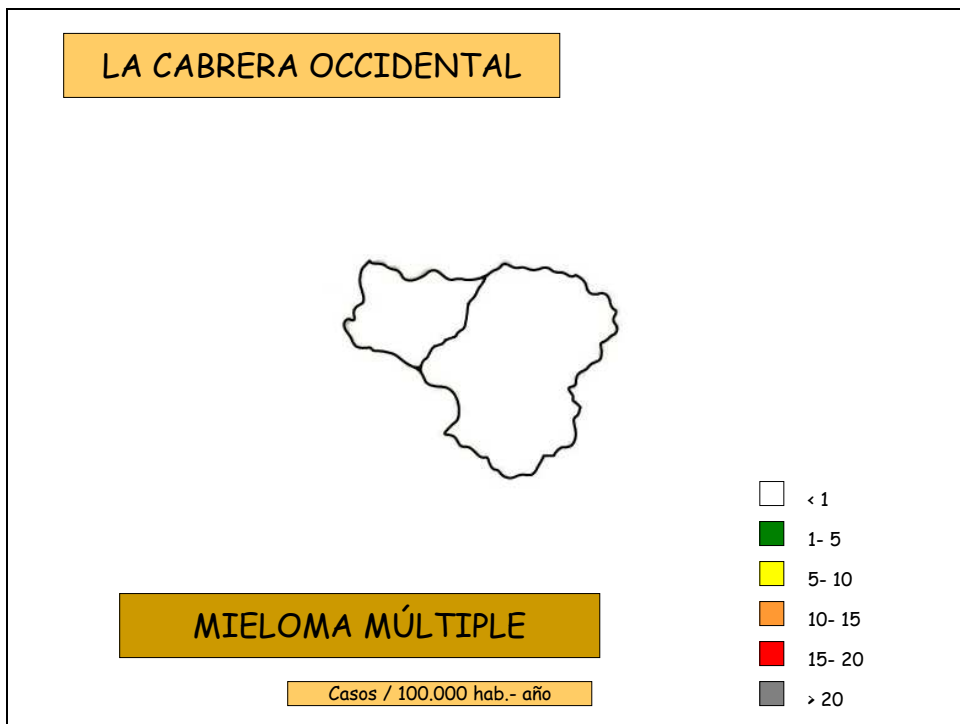 LA CABRERA OCCIDENTAL
< 1
1- 5
5- 10
10- 15
15- 20
> 20
MIELOMA MÚLTIPLE
Casos / 100.000 hab.- año